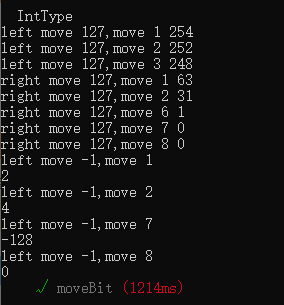 IntType
left move 127,move 1 254
left move 127,move 2 252
left move 127,move 3 248
right move 127,move 1 63
right move 127,move 2 31
right move 127,move 6 1
right move 127,move 7 0
right move 127,move 8 0
left move -1,move 1
2
left move -1,move 2
4
left move -1,move 7
-128
left move -1,move 8
0
✓ moveBit (1214ms)